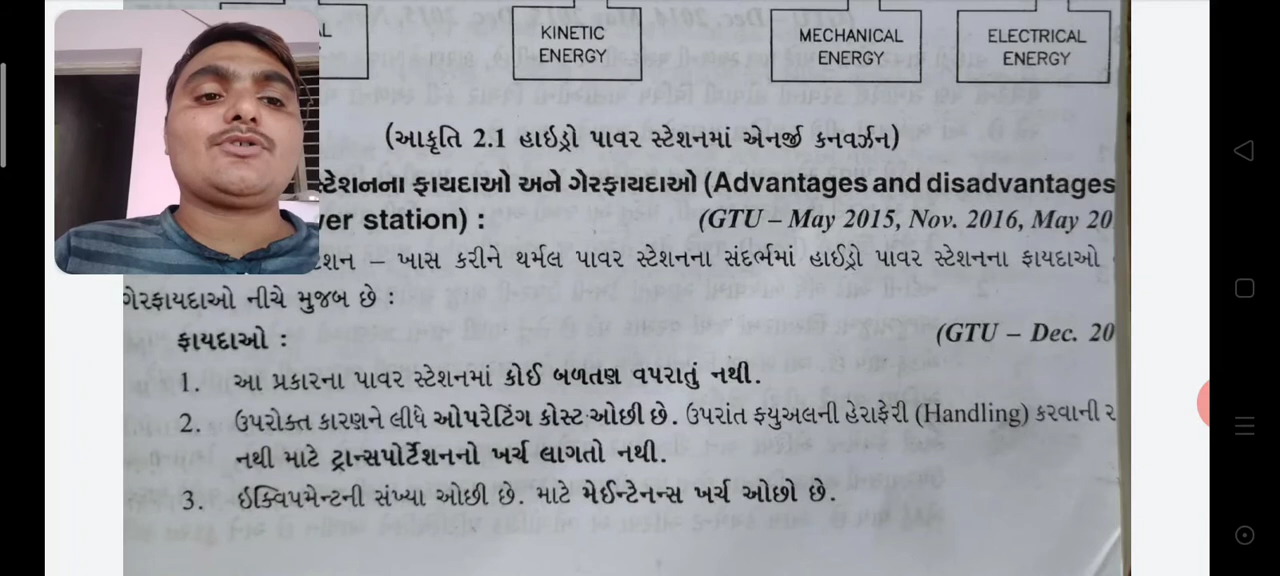 AL
KINETIC
ENERGY
MECHANICAL
ENERGY
ELECTRICAL
ENERGY
(આકૃતિ 2.1 હાઇડ્રો પાવર સ્ટેશનમાં એનર્જી કનવર્ઝન)
સ્ટેશનના ફાયદાઓ અને ગેરફાયદાઓ (Advantages and disadvantages
ver station) :
(GTU – May 2015, Nov. 2016, May 20
ટેશન – ખાસ કરીને થર્મલ પાવર સ્ટેશનના સંદર્ભમાં હાઇડ્રો પાવર સ્ટેશનના ફાયદાઓ
ગેરફાયદાઓ નીચે મુજબ છે :
(GTU – Dec. 20
ફાયદાઓ :
1. આ પ્રકારના પાવર સ્ટેશનમાં કોઈ બળતણ વપરાતું નથી.
2. ઉપરોક્ત કારણને લીધે ઓપરેટિંગ કોસ્ટ ઓછી છે. ઉપરાંત ફ્યુઅલની હેરાફેરી (Handling) કરવાની ર
નથી માટે ટ્રાન્સપોર્ટેશનનો ખર્ચ લાગતો નથી.
3. ઇક્વિપમેન્ટની સંખ્યા ઓછી છે. માટે મેઈન્ટેનન્સ ખર્ચ ઓછો છે.